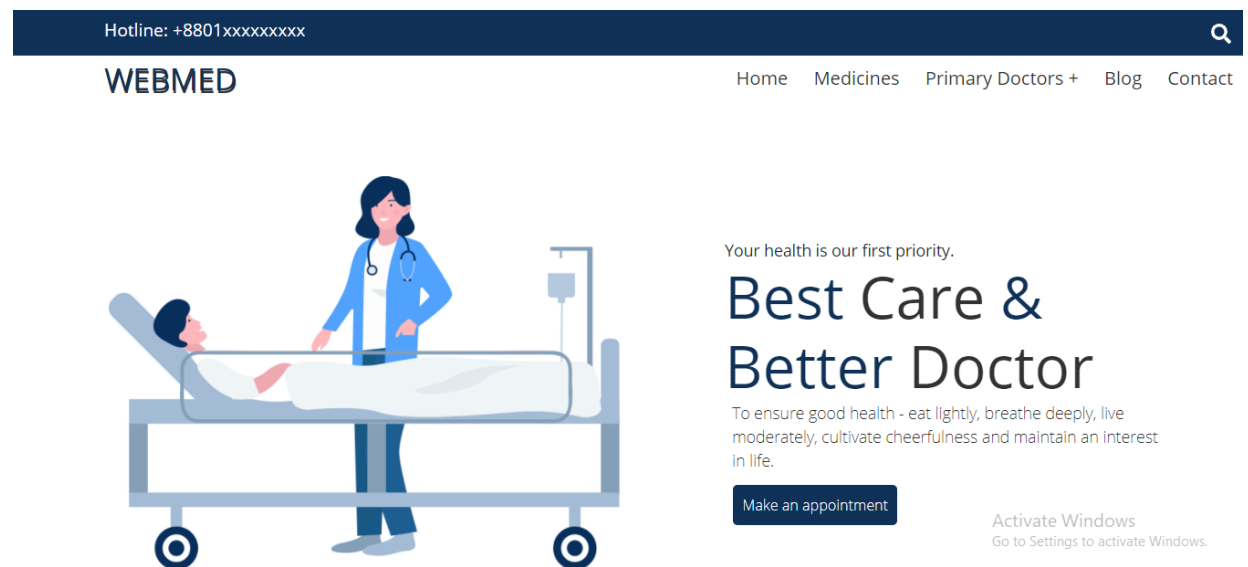 Hotline: +8801xxxxxxxxx
WEBMED
Home Medicines Primary Doctors + Blog Contact
Your health is our first priority.
Best Care &
Better Doctor
To ensure good health - eat lightly, breathe deeply, live
moderately, cultivate cheerfulness and maintain an interest
in life.
Make an appointment
Activate Windows
Go to Settings to activate Windows.